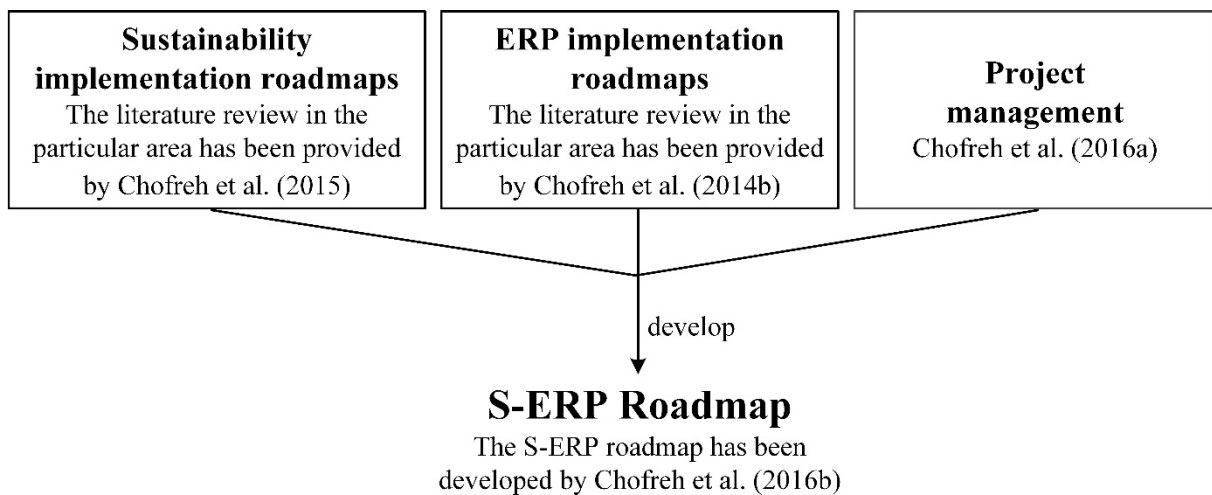 Sustainability
implementation roadmaps
The literature review in the
particular area has been provided
by Chofreh et al. (2015)
ERP implementation
roadmaps
The literature review in the
particular area has been provided
by Chofreh et al. (2014b)
Project
management
Chofreh et al. (2016a)
develop
S-ERP Roadmap
The S-ERP roadmap has been
developed by Chofreh et al. (2016b)